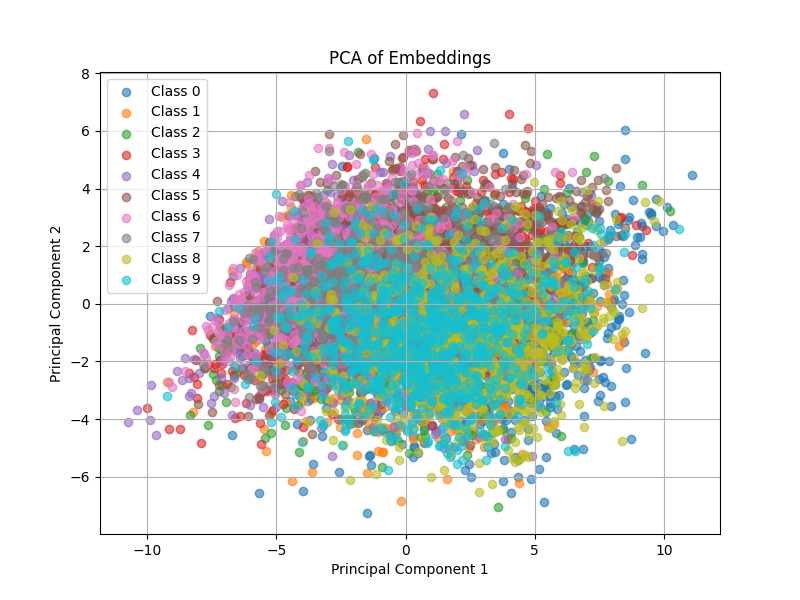 PCA of Embeddings
Class 0
Class 1
Class 2
Class 3
Class 4
Class 5
Class 6
Class 7
Class 8
Class 9
8
6
4
2
0
−2
−4
−6
Principal Component 2
−10
−5
0
5
10
Principal Component 1